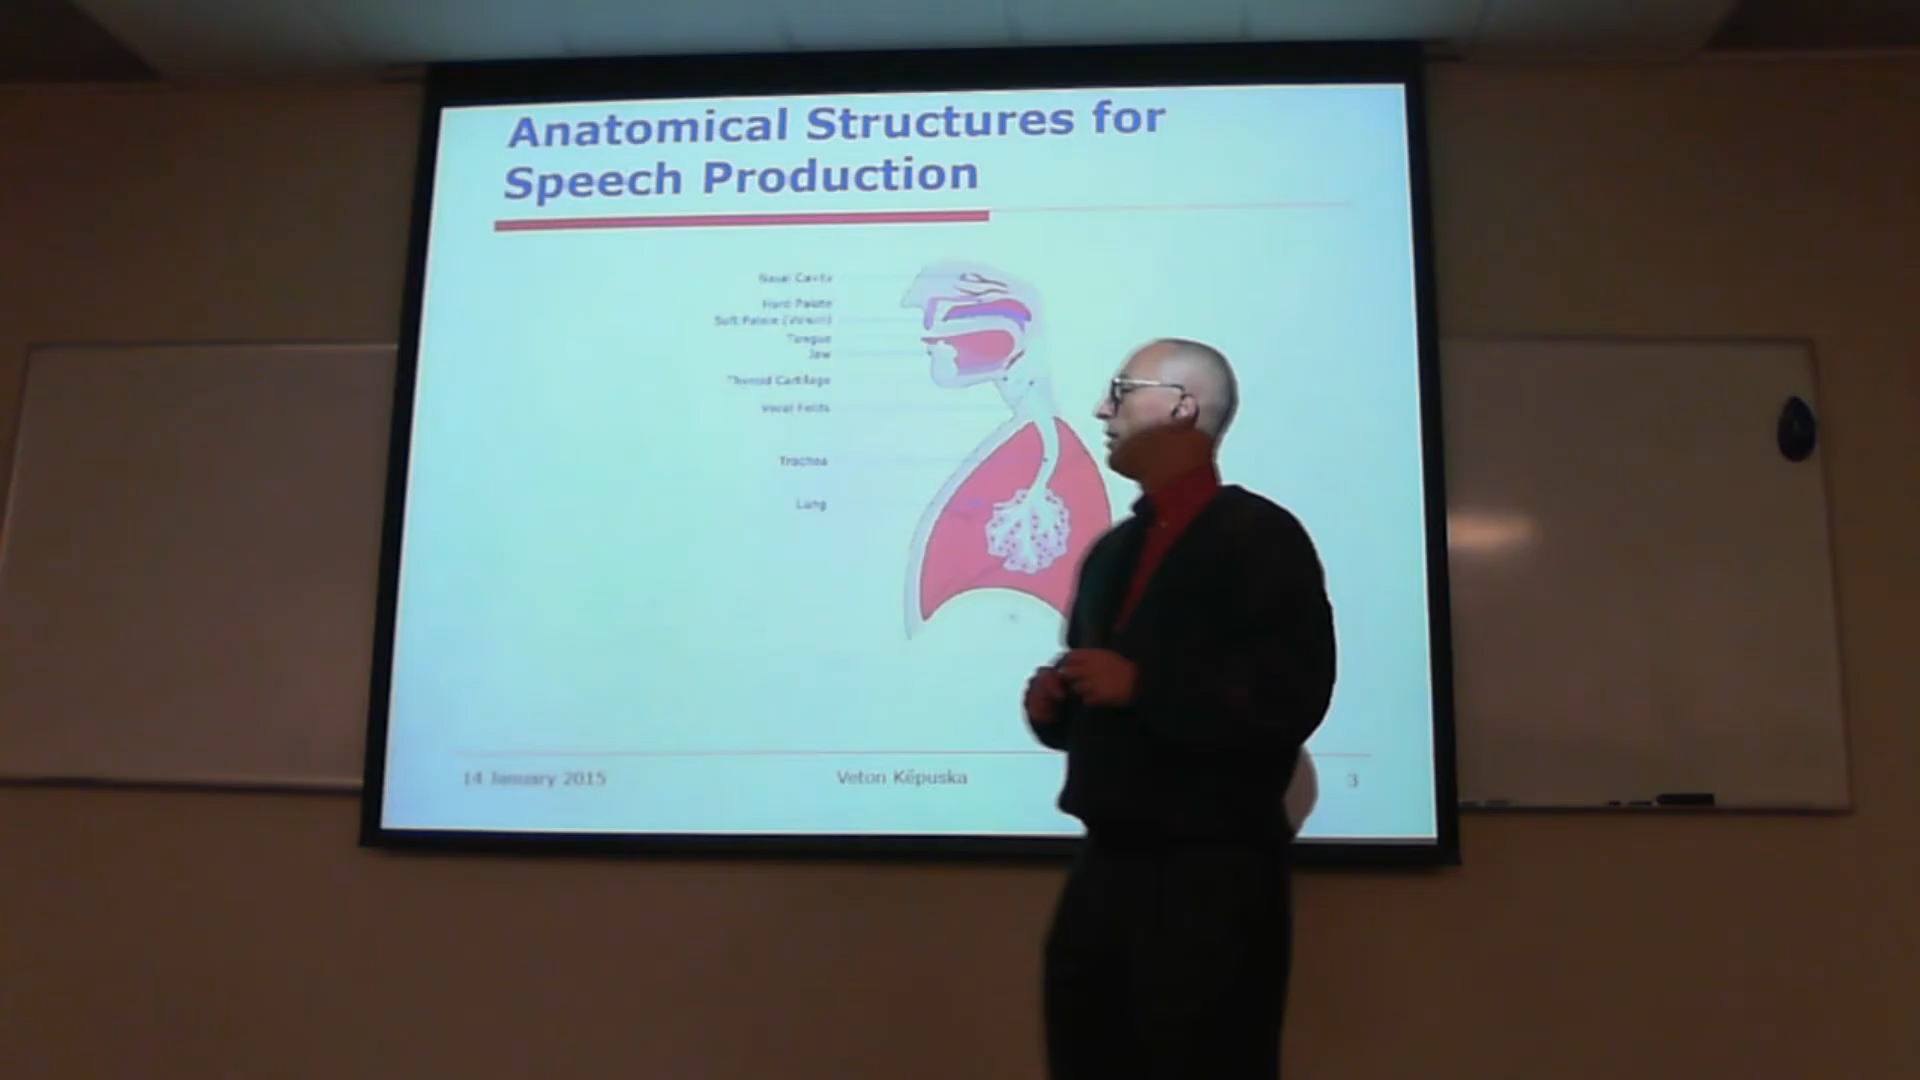 Anatomical Structures for
Speech Production
Nasal Cavity
Hard Palate
Soft Palate (Velum)
Tongue
Jaw
Thyroid Cartilage
Vocal Folds
Trachea
Lung
14 January 2015
Veton Këpuska
3